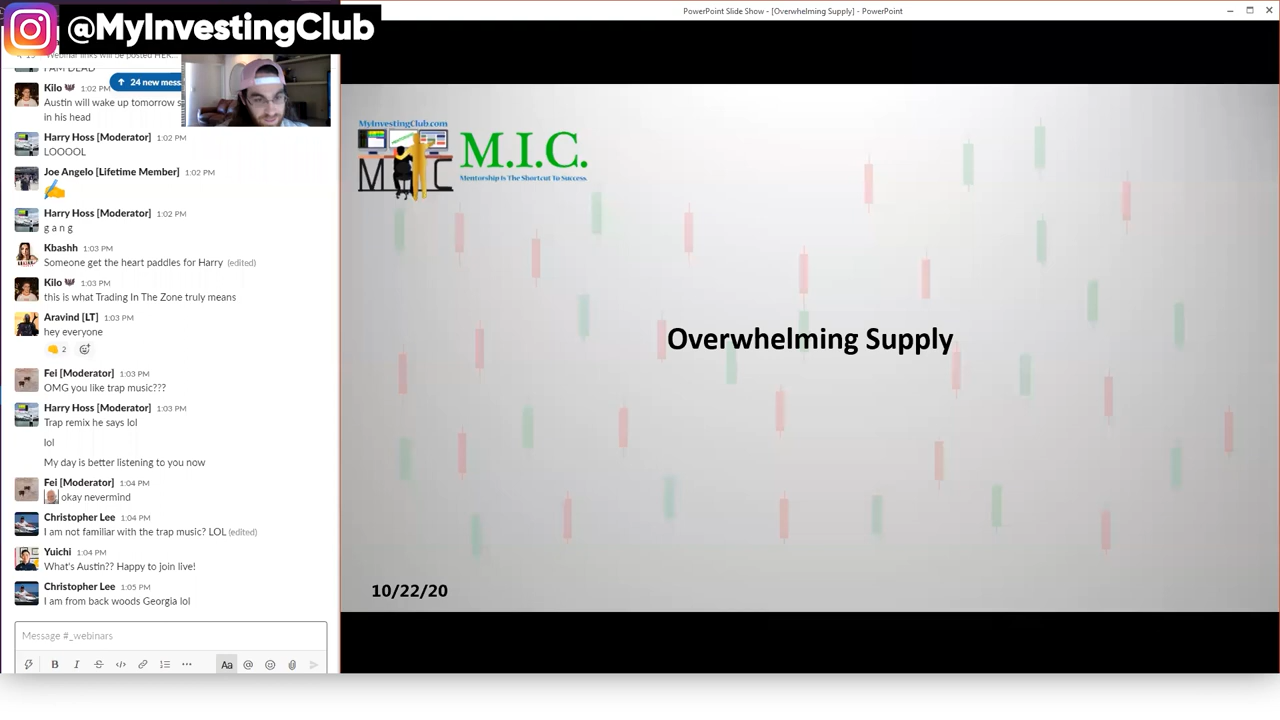 @MyInvestingClub
PowerPoint Slide Show - [Overwhelming Supply] - PowerPoint
I AM DEAD
24 new mess
Kilo 1:02 PM
Austin will wake up tomorrow s
in his head
Harry Hoss [Moderator] 1:02 PM
LOOOOL
Joe Angelo [Lifetime Member] 1:02 PM
Harry Hoss [Moderator] 1:02 PM
g a n g
Kbashh 1:03 PM
Someone get the heart paddles for Harry (edited)
Kilo 1:03 PM
this is what Trading In The Zone truly means
Aravind [LT] 1:03 PM
hey everyone
2
Fei [Moderator] 1:03 PM
OMG you like trap music???
Harry Hoss [Moderator] 1:03 PM
Trap remix he says lol
lol
My day is better listening to you now
Fei [Moderator] 1:04 PM
okay nevermind
Christopher Lee 1:04 PM
I am not familiar with the trap music? LOL (edited)
Yuichi 1:04 PM
What's Austin?? Happy to join live!
Christopher Lee 1:05 PM
I am from back woods Georgia lol
Message #_webinars
B I S </> Aa @
MyInvestingClub.com
MIC
M.I.C.
Mentorship Is The Shortcut To Success.
Overwhelming Supply
10/22/20